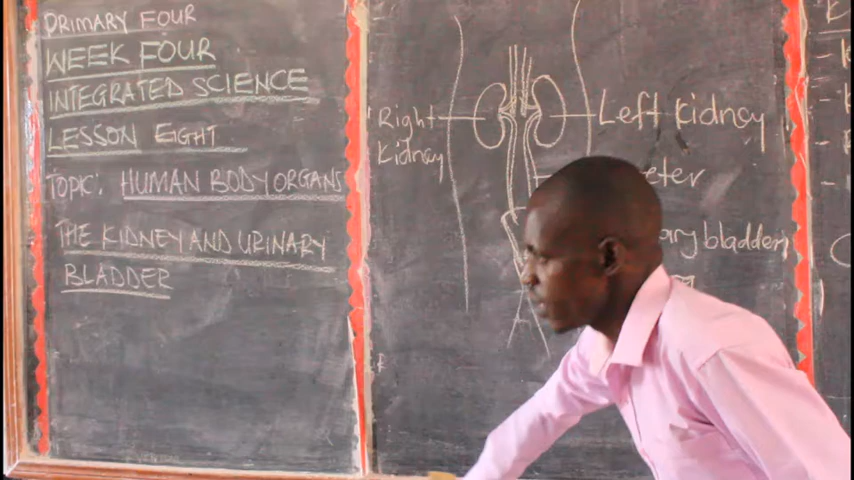 PRIMARY FOUR
WEEK FOUR
INTEGRATED SCIENCE
LESSON EIGHT
TOPIC: HUMAN BODY ORGANS
THE KIDNEY AND URINARY
BLADDER
Right
Kidney
Left Kidney
eter
ary bladder